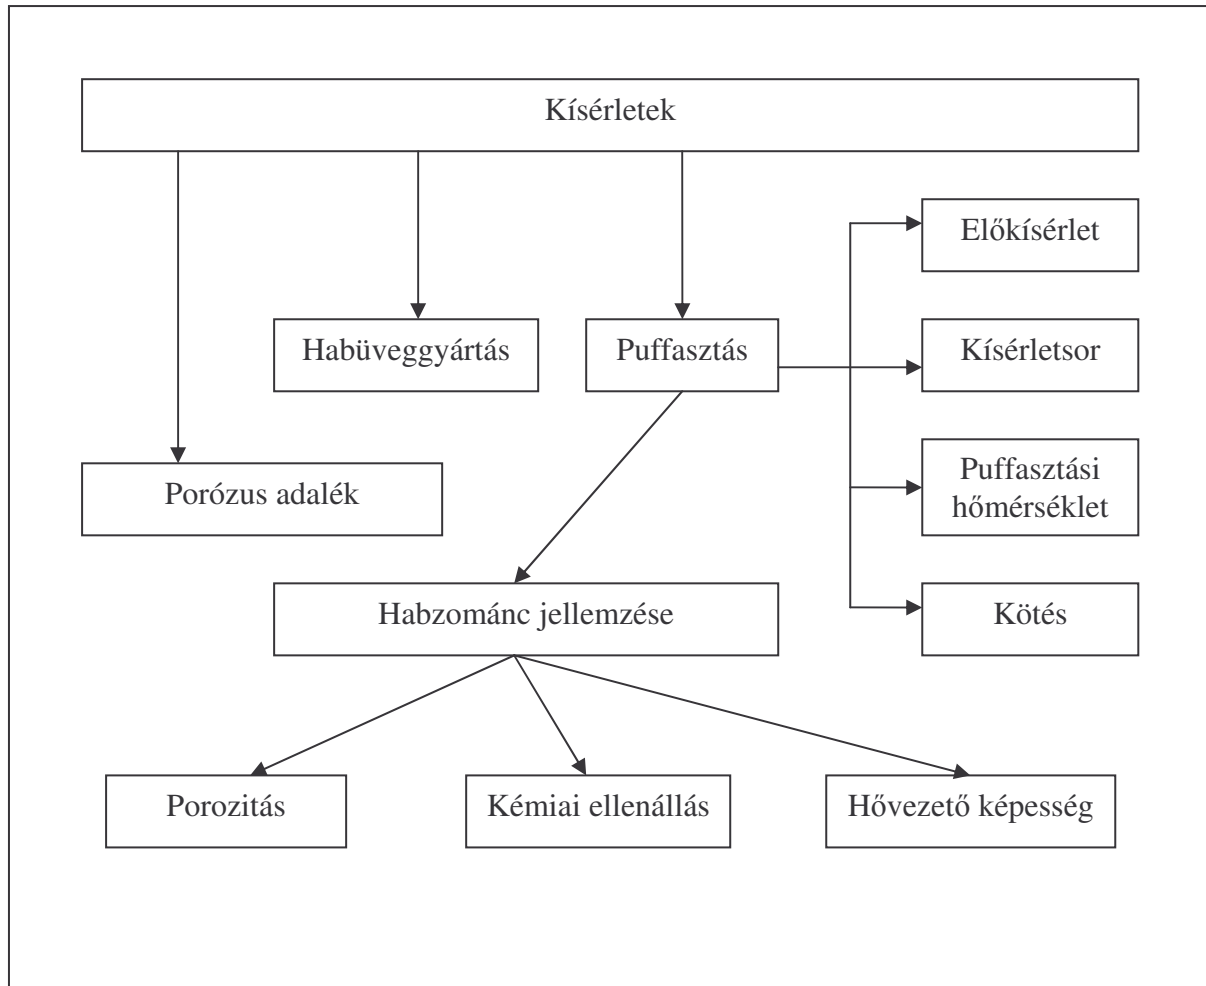 Kísérletek
Előkísérlet
Habüveggyártás
Puffasztás
Kísérletsor
Porózus adalék
Puffasztási
hőmérséklet
Habzománc jellemzése
Kötés
Porozitás
Kémiai ellenállás
Hővezető képesség